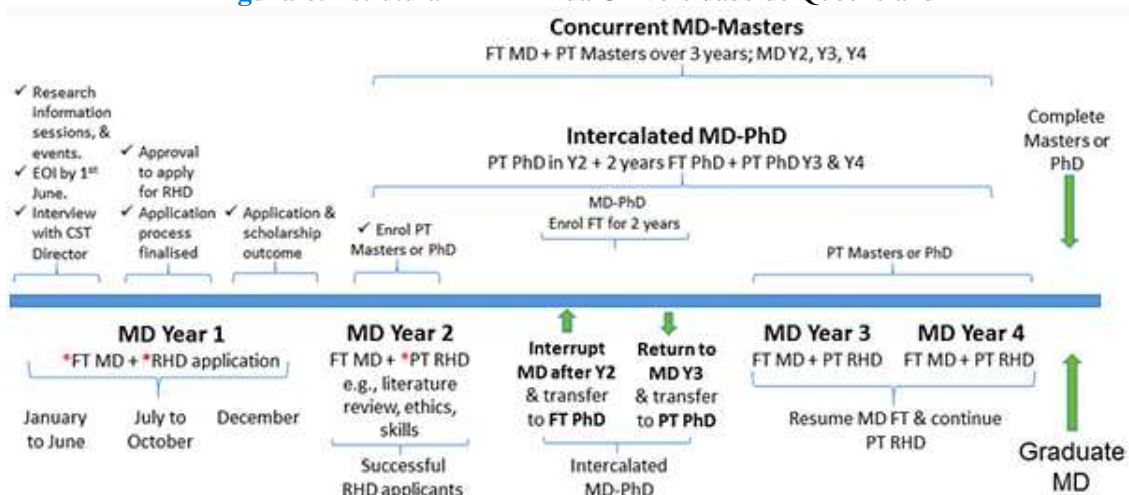 Concurrent MD-Masters
FT MD + PT Masters over 3 years; MD Y2, Y3, Y4
✓ Research
information
sessions, &
events.
✓ EOI by 1st
June.
✓ Interview
with CST
Director
✓ Approval
to apply
for RHD
✓ Application
process
finalised
✓ Application &
scholarship
outcome
Intercalated MD-PhD
PT PhD in Y2 + 2 years FT PhD + PT PhD Y3 & Y4
✓ Enrol PT
Masters or PhD
MD-PhD
Enrol FT for 2 years
PT Masters or PhD
Complete
Masters or
PhD
MD Year 1
*FT MD + *RHD application
January
to June
July to
October
December
MD Year 2
FT MD + *PT RHD
e.g., literature
review, ethics,
skills
Successful
RHD applicants
Interrupt
MD after Y2
& transfer
to FT PhD
Return to
MD Y3
& transfer
to PT PhD
Intercalated
MD-PhD
MD Year 3
FT MD + PT RHD
MD Year 4
FT MD + PT RHD
Resume MD FT & continue
PT RHD
Graduate
MD